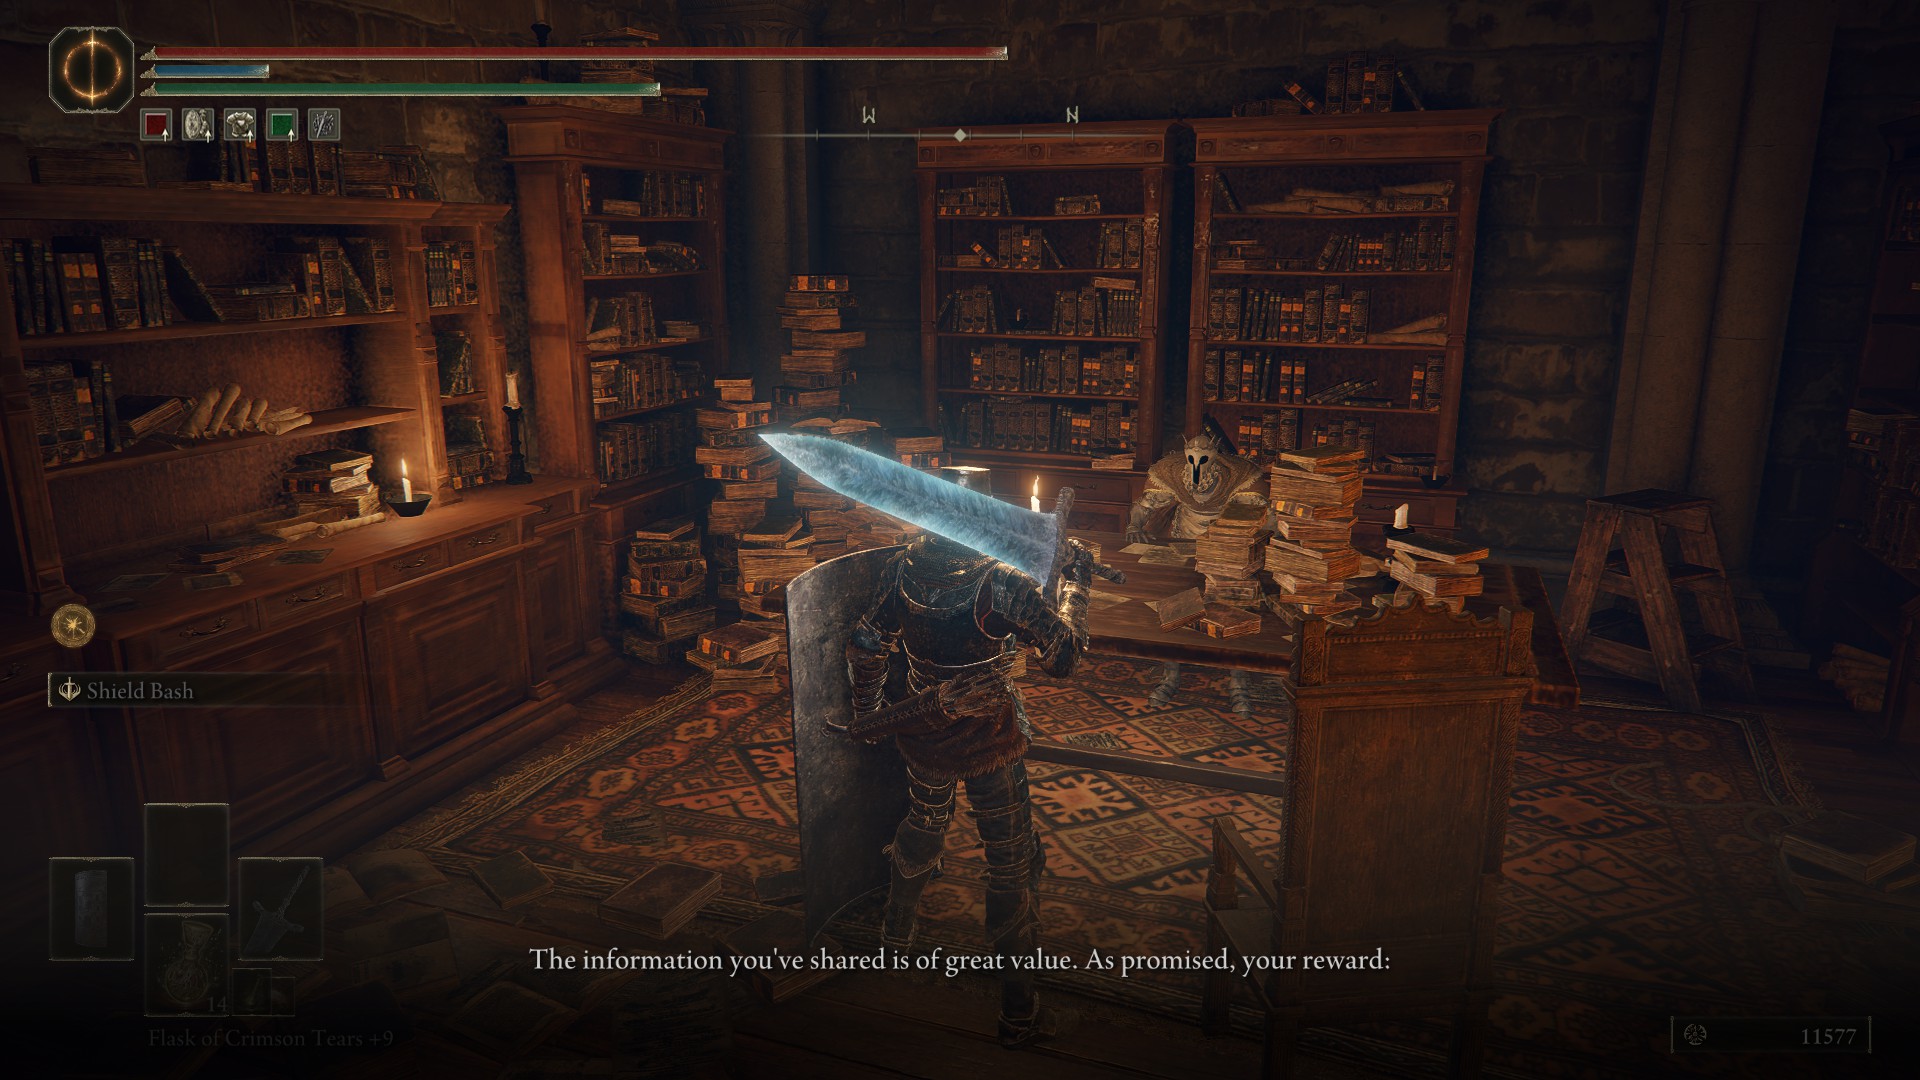 W
N
Shield Bash
The information you've shared is of great value. As promised, your reward:
14
Flask of Crimson Tears +9
11577